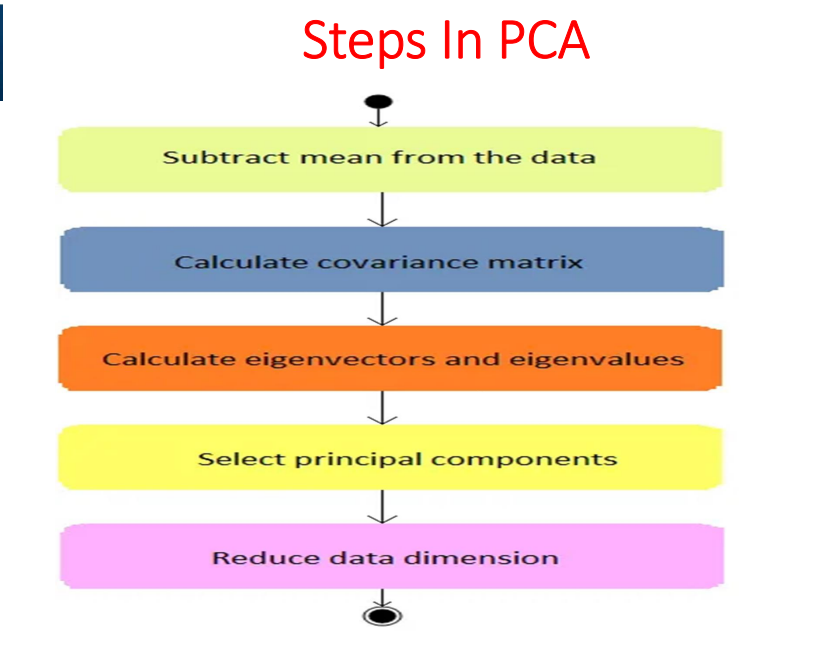 Steps In PCA
Subtract mean from the data
Calculate covariance matrix
Calculate eigenvectors and eigenvalues
Select principal components
Reduce data dimension